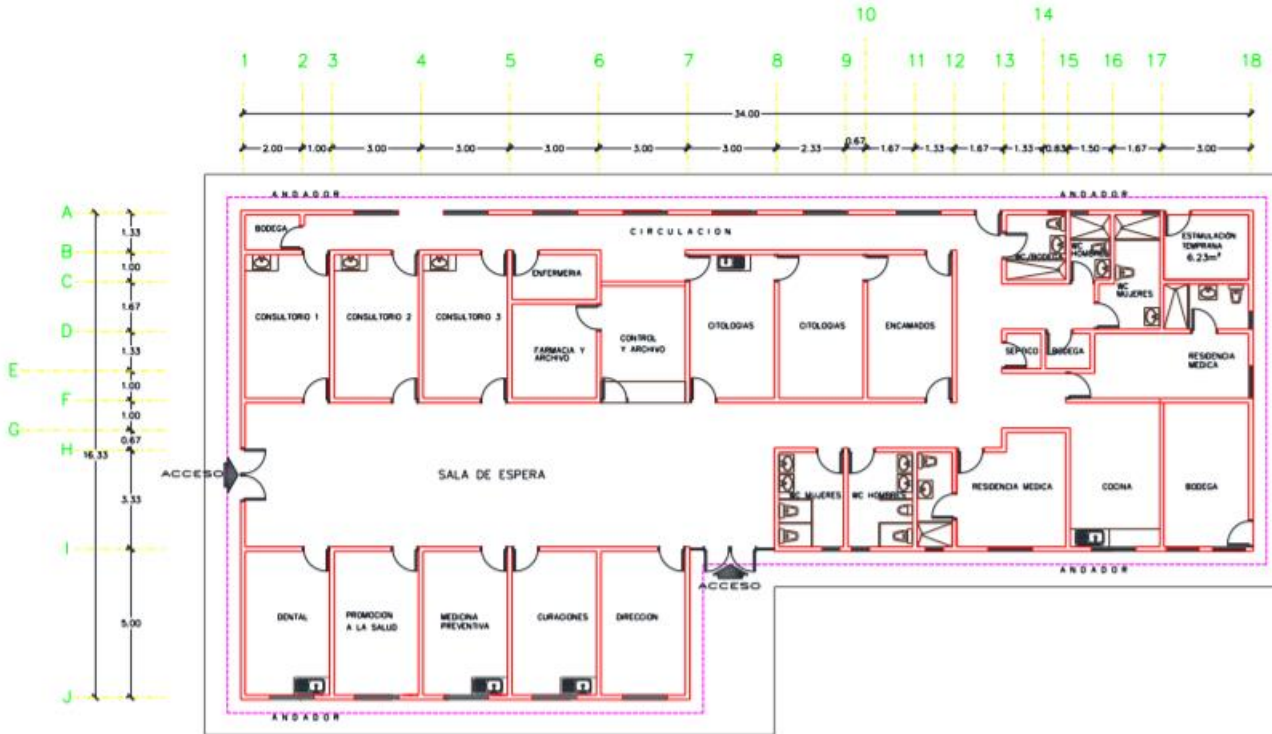 10
14
1
2
3
4
5
6
7
8
9
11
12
13
15
16
17
18
34.00
2.00
1.00
3.00
3.00
3.00
3.00
3.00
2.33
0.67
1.67
1.33
1.67
1.33
0.83
1.50
1.67
3.00
A
B
C
D
E
F
G
H
I
J
16.33
1.33
1.00
1.67
1.33
1.00
1.00
0.67
3.33
5.00
ANDADOR
ANDADOR
BODEGA
CIRCULACION
WC/BODEGA
WC
HOMBRES
ESTIMULACIÓN
TEMPRANA
6.23m²
ENFERMERIA
WC
MUJERES
CONSULTORIO 1
CONSULTORIO 2
CONSULTORIO 3
FARMACIA Y
ARCHIVO
CONTROL
Y ARCHIVO
CITOLOGIAS
CITOLOGIAS
ENCAMADOS
SEPTICO
BODEGA
RESIDENCIA
MEDICA
ACCESO
SALA DE ESPERA
WC MUJERES
WC HOMBRES
RESIDENCIA MEDICA
COCINA
BODEGA
ANDADOR
ACCESO
DENTAL
PROMOCION
A LA SALUD
MEDICINA
PREVENTIVA
CURACIONES
DIRECCION
ANDADOR